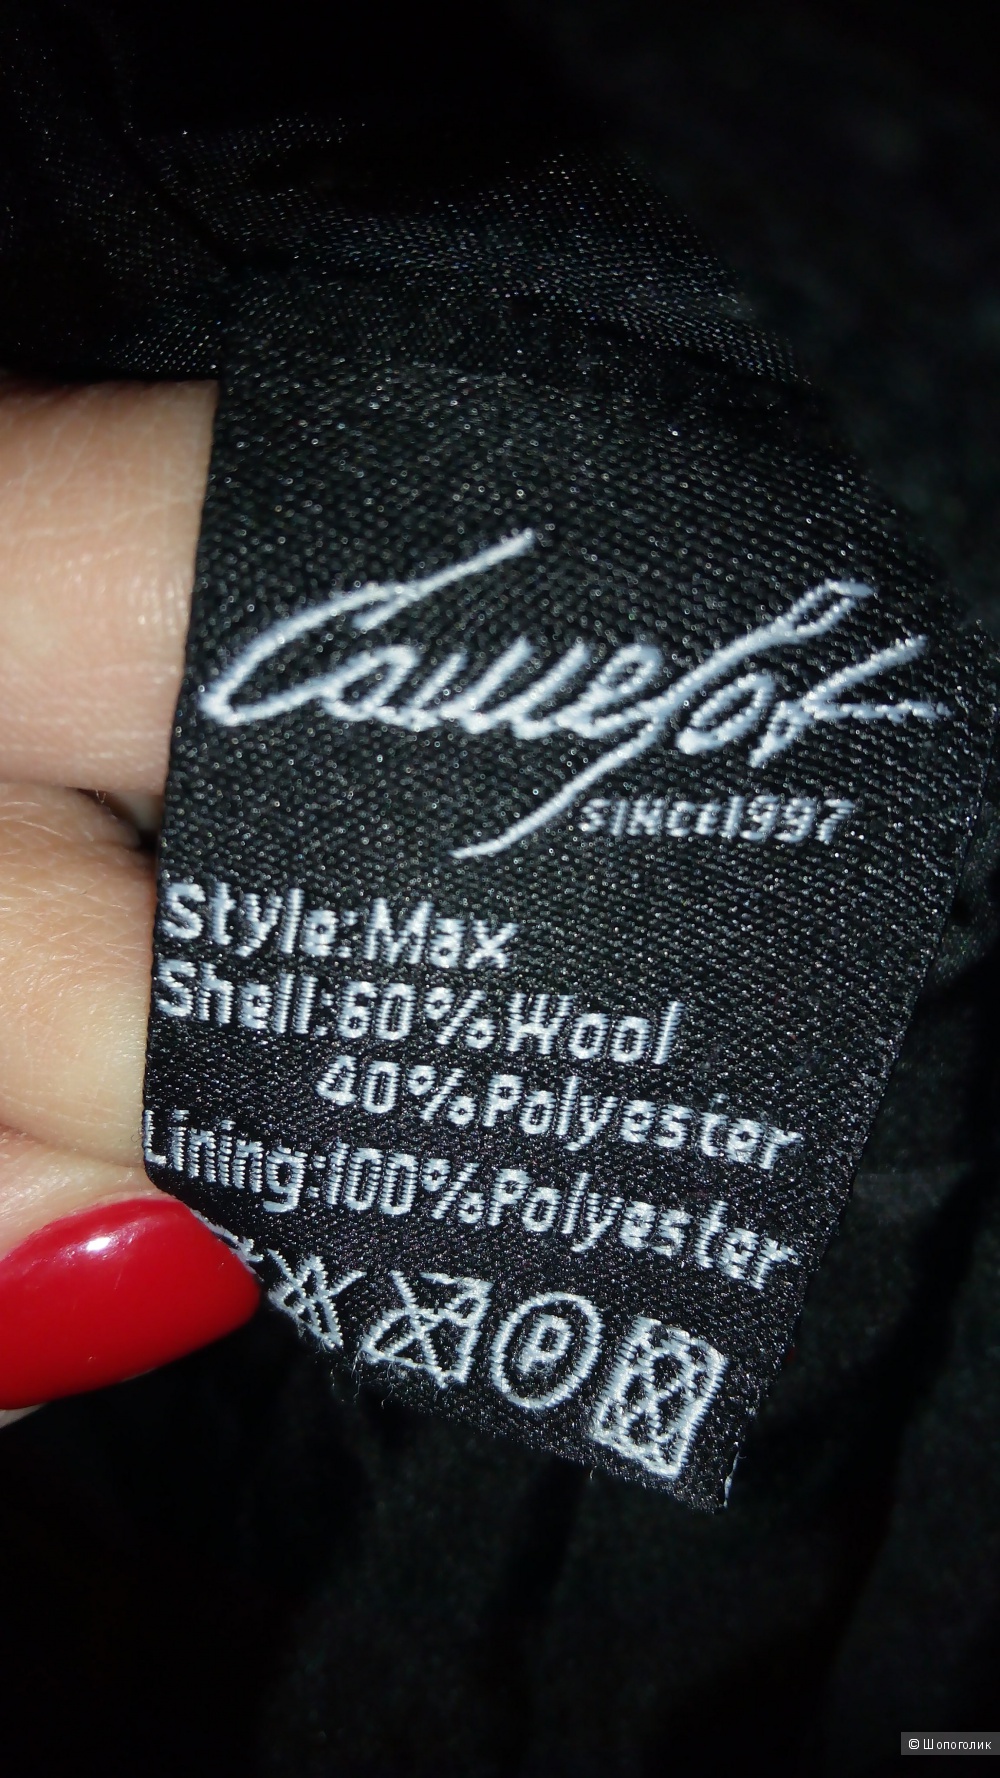 since1997
Style:Max
Shell:60%Wool
40%Polyester
Lining:100%Polyester
P
© Шопоголик